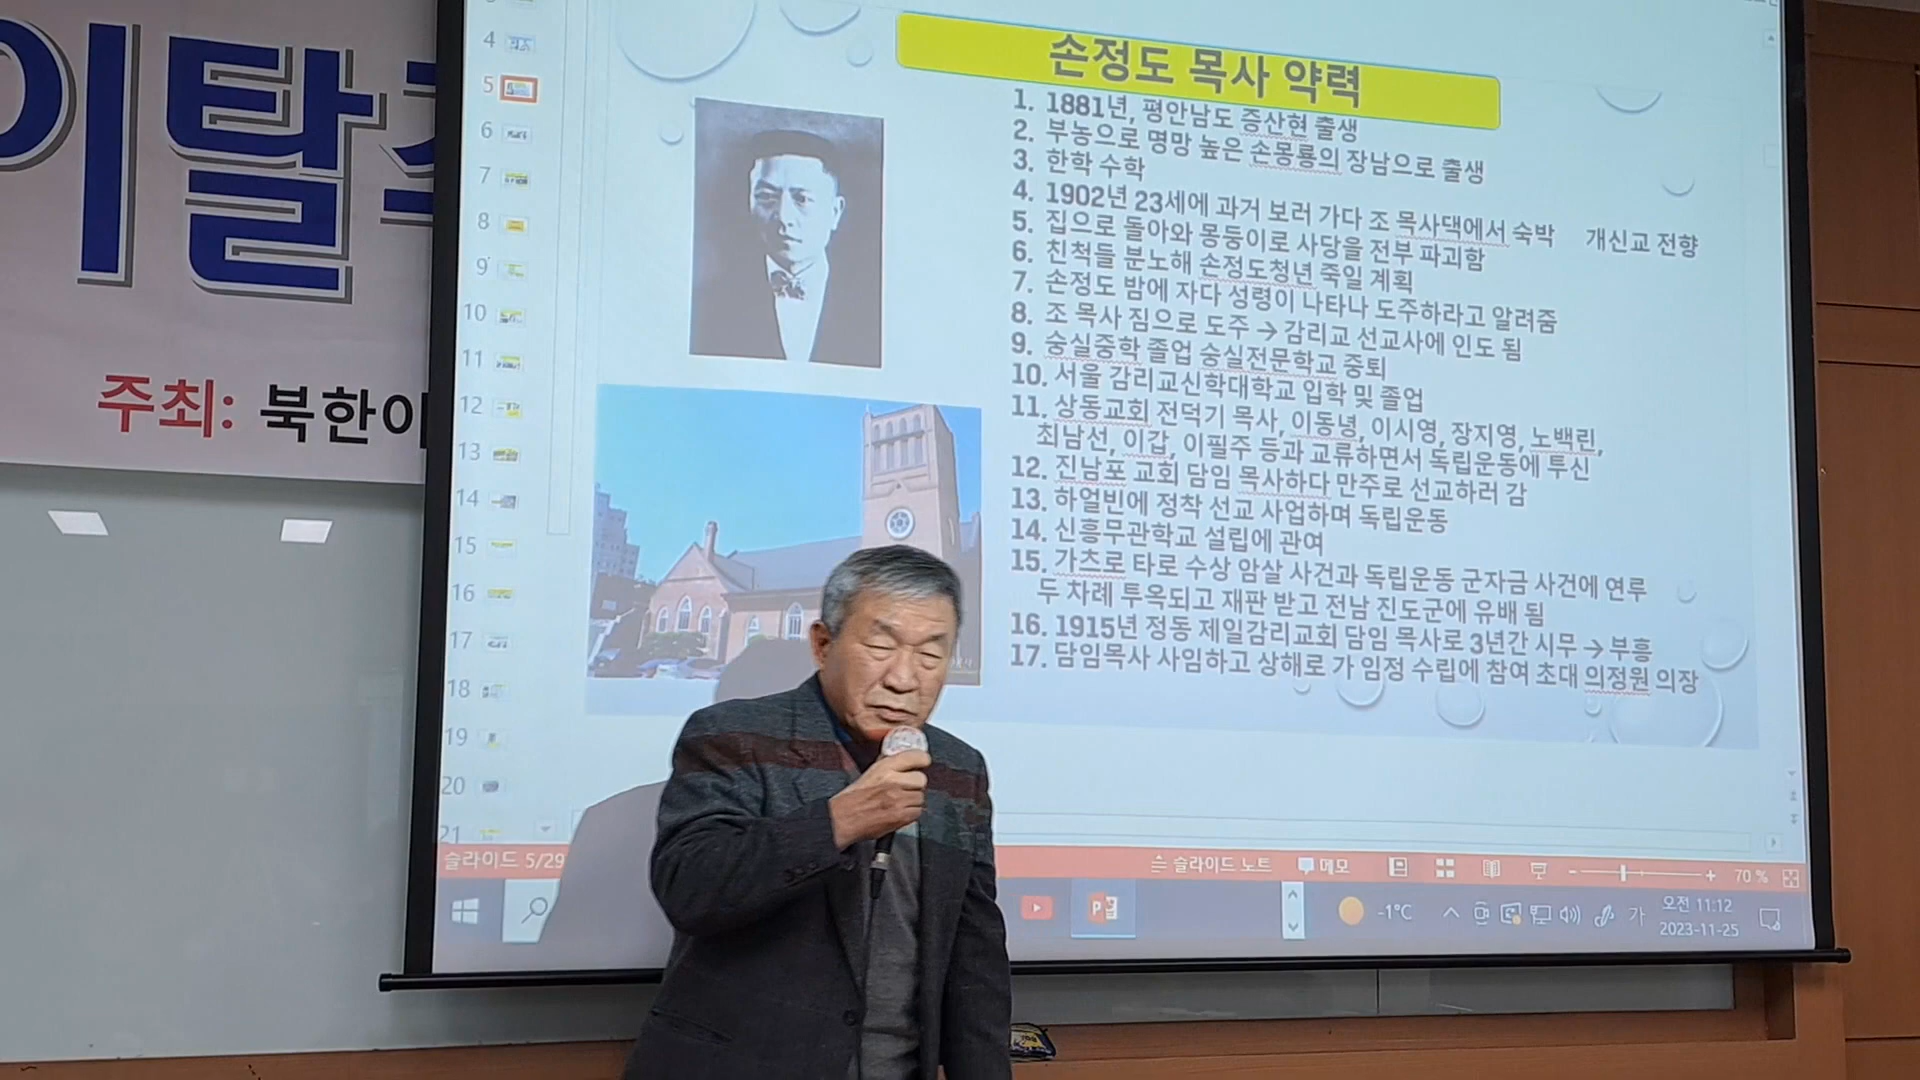 이탈
주최: 북한이
손정도 목사 약력
1. 1881년, 평안남도 증산현 출생
2. 부농으로 명망 높은 손몽룡의 장남으로 출생
3. 한학 수학
4. 1902년 23세에 과거 보러 가다 조 목사댁에서 숙박 개신교 전향
5. 집으로 돌아와 몽둥이로 사당을 전부 파괴함
6. 친척들 분노해 손정도청년 죽일 계획
7. 손정도 밤에 자다 성령이 나타나 도주하라고 알려줌
8. 조 목사 짐으로 도주 → 감리교 선교사에 인도 됨
9. 숭실중학 졸업 숭실전문학교 중퇴
10. 서울 감리교신학대학교 입학 및 졸업
11. 상동교회 전덕기 목사, 이동녕, 이시영, 장지영, 노백린,
최남선, 이갑, 이필주 등과 교류하면서 독립운동에 투신
12. 진남포 교회 담임 목사하다 만주로 선교하러 감
13. 하얼빈에 정착 선교 사업하며 독립운동
14. 신흥무관학교 설립에 관여
15. 가츠로 타로 수상 암살 사건과 독립운동 군자금 사건에 연루
두 차례 투옥되고 재판 받고 전남 진도군에 유배 됨
16. 1915년 정동 제일감리교회 담임 목사로 3년간 시무 → 부흥
17. 담임목사 사임하고 상해로 가 임정 수립에 참여 초대 의정원 의장
4
5
6
7
8
9
10
11
12
13
14
15
16
17
18
19
20
21
슬라이드 5/29
슬라이드 노트 메모 70 %
-1°C 가 오전 11:12
2023-11-25